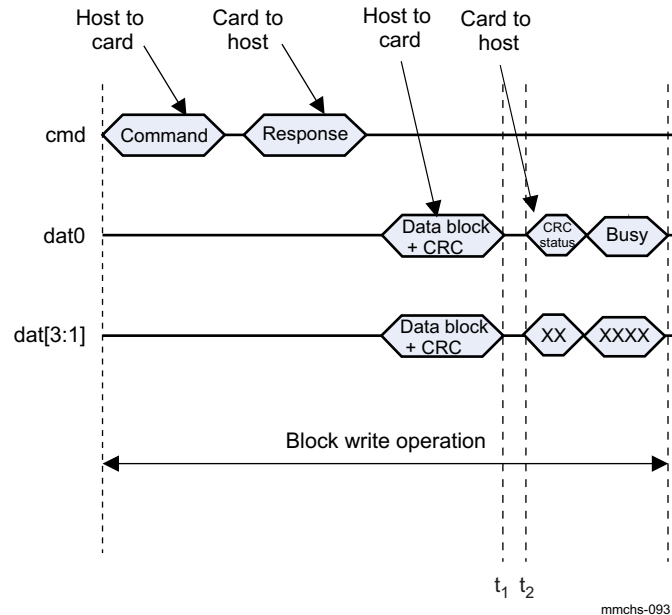 Host to
card
Card to
host
Host to
card
Card to
host
cmd
Command
Response
dat0
Data block
+ CRC
CRC
status
Busy
dat[3:1]
Data block
+ CRC
XX
XXXX
Block write operation
t1 t2
mmchs-093